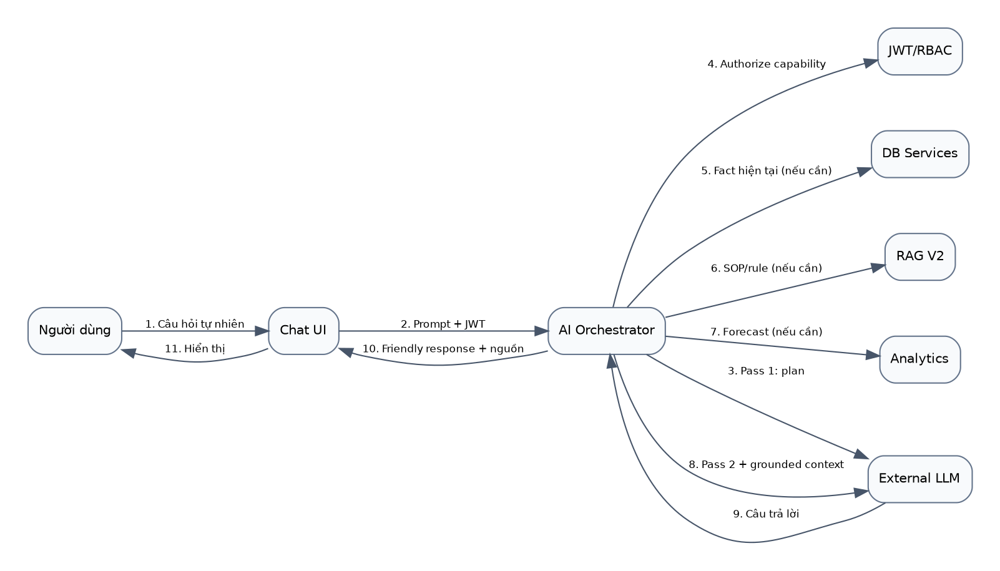 JWT/RBAC
4. Authorize capability
DB Services
5. Fact hiện tại (nếu cần)
RAG V2
6. SOP/rule (nếu cần)
Người dùng
1. Câu hỏi tự nhiên
Chat UI
2. Prompt + JWT
AI Orchestrator
7. Forecast (nếu cần)
11. Hiển thị
10. Friendly response + nguồn
Analytics
3. Pass 1: plan
8. Pass 2 + grounded context
External LLM
9. Câu trả lời